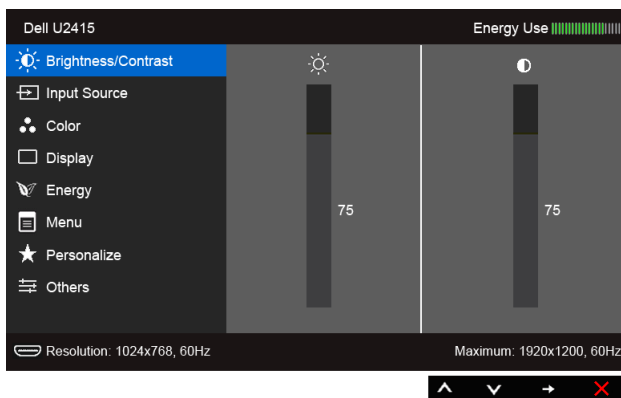 Dell U2415
Energy Use
Brightness/Contrast
Input Source
Color
Display
Energy
Menu
Personalize
Others
75
75
Resolution: 1024x768, 60Hz
Maximum: 1920x1200, 60Hz